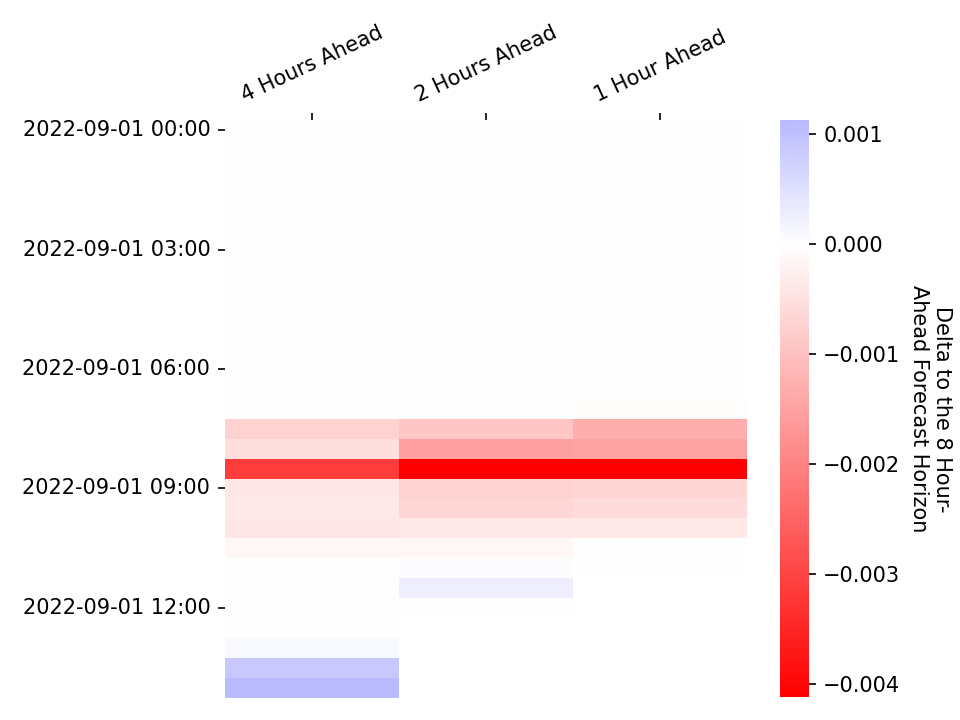 4 Hours Ahead
2 Hours Ahead
1 Hour Ahead
2022-09-01 00:00
2022-09-01 03:00
2022-09-01 06:00
2022-09-01 09:00
2022-09-01 12:00
0.001
0.000
−0.001
−0.002
−0.003
−0.004
Delta to the 8 Hour-
Ahead Forecast Horizon